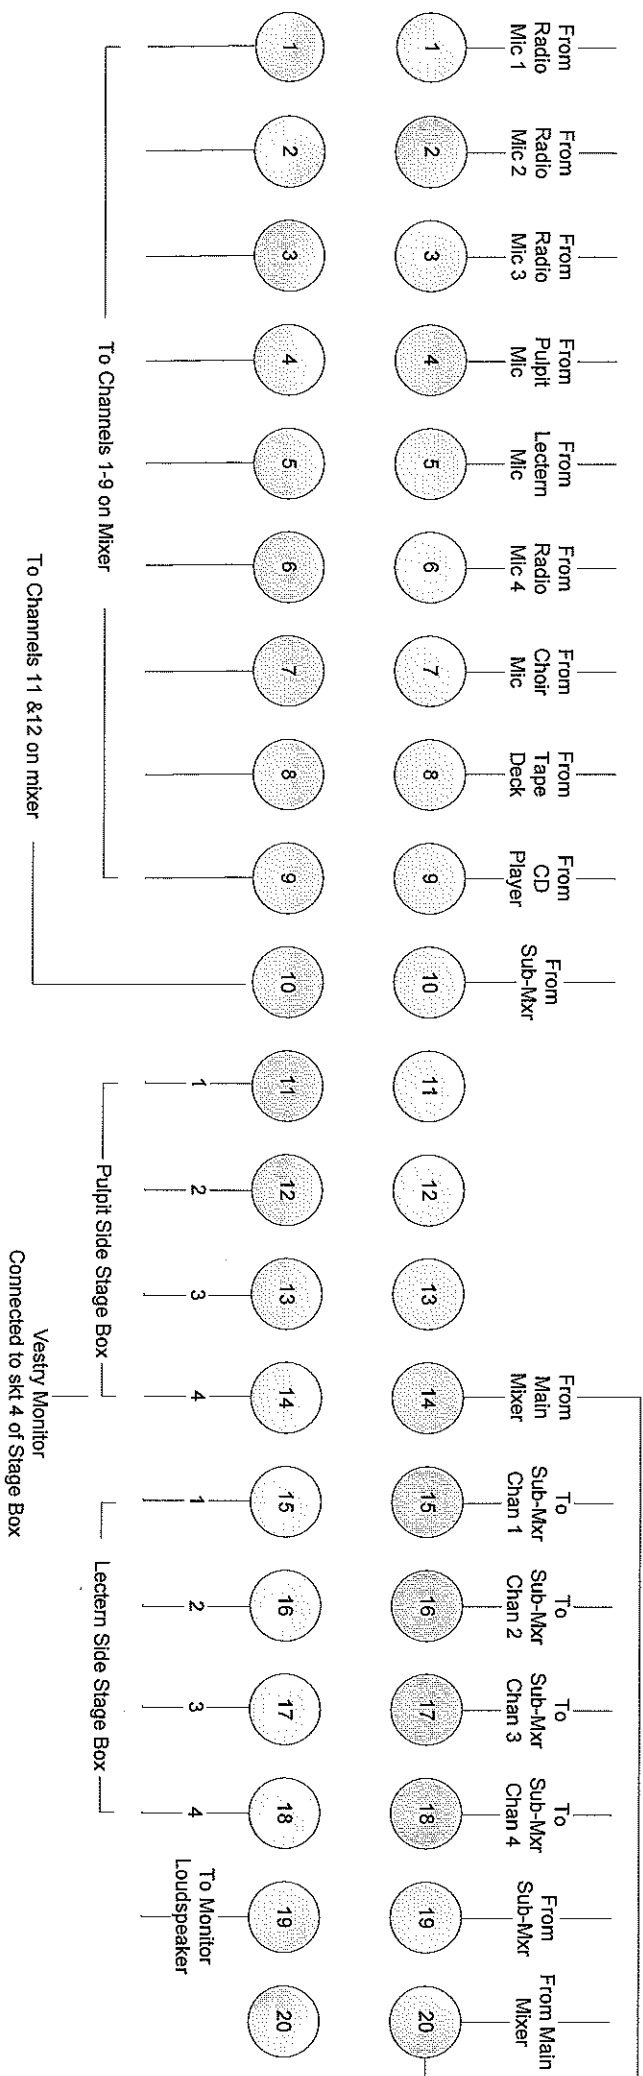 From
Radio
Mic 1
From
Radio
Mic 2
From
Radio
Mic 3
From
Pulpit
Mic
From
Lectern
Mic
From
Radio
Mic 4
From
Choir
Mic
From
Tape
Deck
From
CD
Player
From
Sub-Mxr
From
Main
Mixer
To
Sub-Mxr
Chan 1
To
Sub-Mxr
Chan 2
To
Sub-Mxr
Chan 3
To
Sub-Mxr
Chan 4
From
Sub-Mxr
From Main
Mixer
1 2 3 4 5 6 7 8 9 10 11 12 13 14 15 16 17 18 19 20
1 2 3 4 5 6 7 8 9 10 11 12 13 14 15 16 17 18 19 20
1 2 3 4 1 2 3 4
To Monitor
Loudspeaker
To Channels 1-9 on Mixer
Pulpit Side Stage Box
Lectern Side Stage Box
To Channels 11 &12 on mixer
Vestry Monitor
Connected to skt 4 of Stage Box